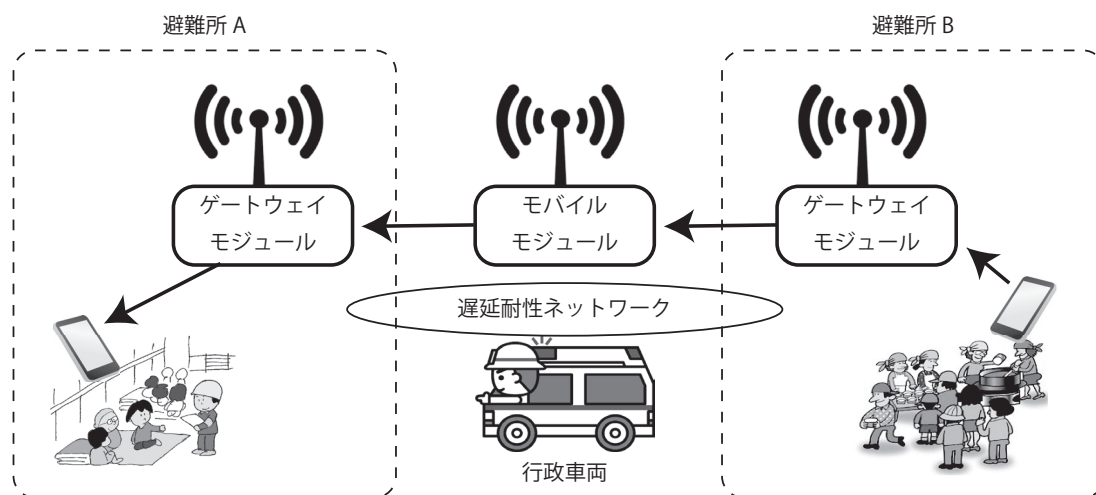 避難所 A
避難所 B
ゲートウェイ
モジュール
モバイル
モジュール
ゲートウェイ
モジュール
遅延耐性ネットワーク
行政車両